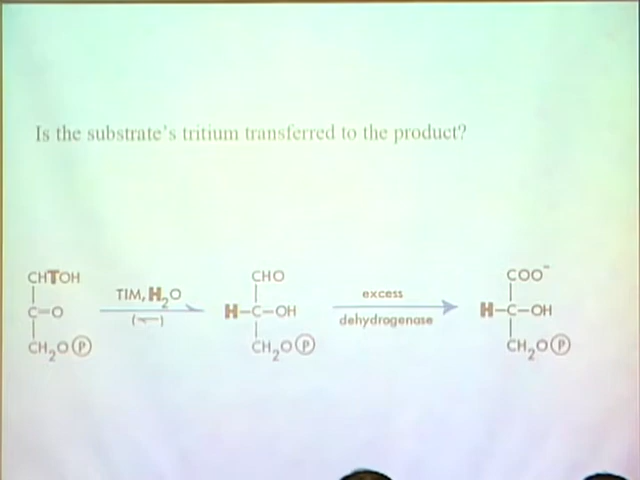 Is the substrate's tritium transferred to the product?
CHTOH
C=O
CH₂OⓅ
TIM, H₂O
(←)
CHO
H-C-OH
CH₂OⓅ
excess
dehydrogenase
COO⁻
H-C-OH
CH₂OⓅ